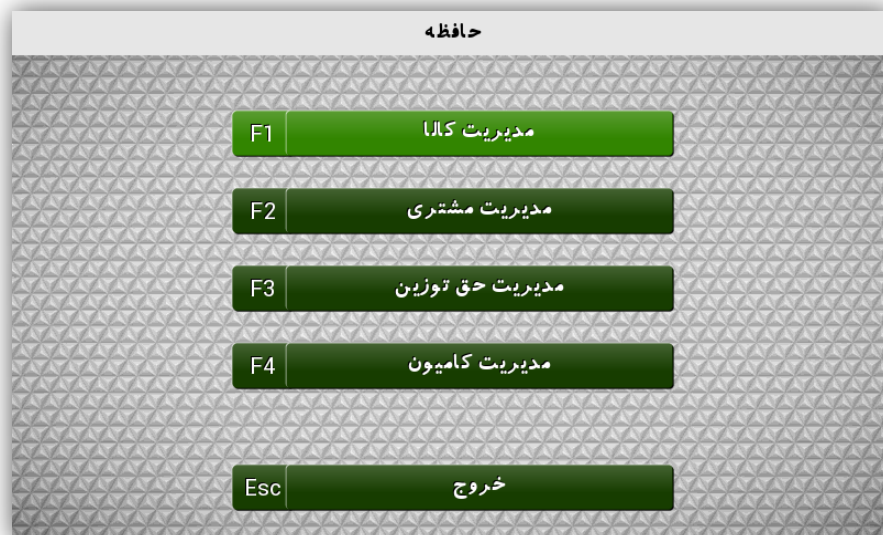 حافظه
F1 مدیریت کالا
F2 مدیریت مشتری
F3 مدیریت حق توزین
F4 مدیریت کامیون
Esc خروج